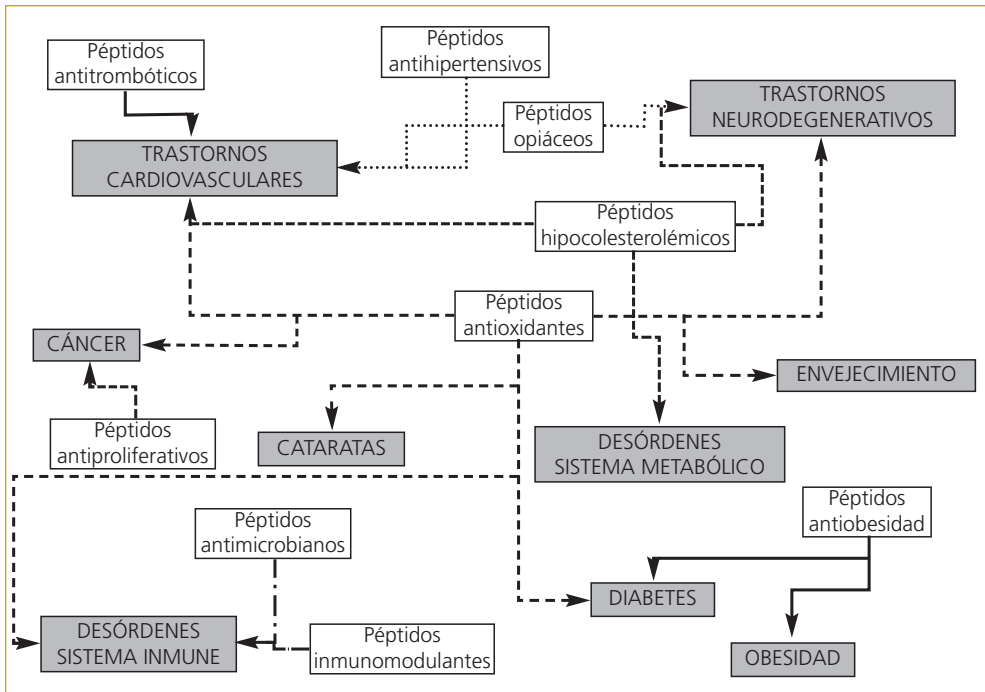 Péptidos
antitrombóticos
Péptidos
antihipertensivos
TRASTORNOS
NEURODEGENERATIVOS
Péptidos
opiáceos
TRASTORNOS
CARDIOVASCULARES
Péptidos
hipocolesterolémicos
Péptidos
antioxidantes
CÁNCER
ENVEJECIMIENTO
Péptidos
antiproliferativos
CATARATAS
DESÓRDENES
SISTEMA METABÓLICO
Péptidos
antiobesidad
Péptidos
antimicrobianos
DIABETES
DESÓRDENES
SISTEMA INMUNE
Péptidos
inmunomodulantes
OBESIDAD